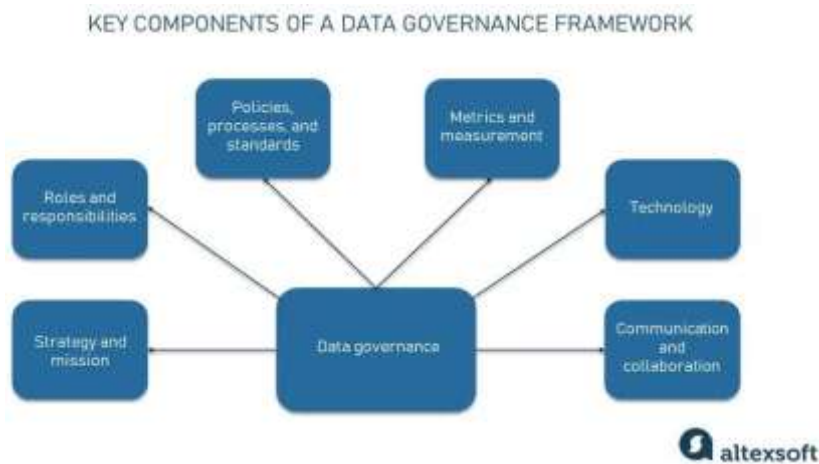 KEY COMPONENTS OF A DATA GOVERNANCE FRAMEWORK
Policies,
processes, and
standards
Metrics and
measurement
Roles and
responsibilities
Technology
Strategy and
mission
Data governance
Communication
and
collaboration
altexsoft